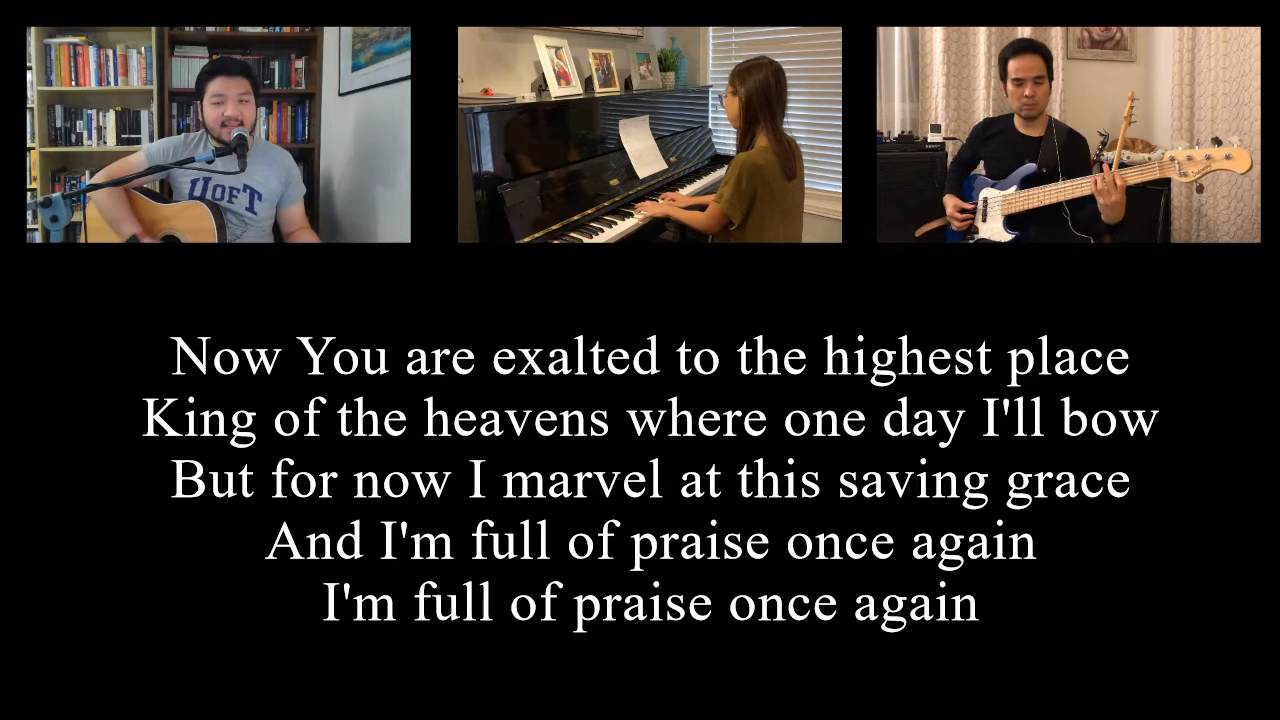 UOFT
Now You are exalted to the highest place
King of the heavens where one day I'll bow
But for now I marvel at this saving grace
And I'm full of praise once again
I'm full of praise once again